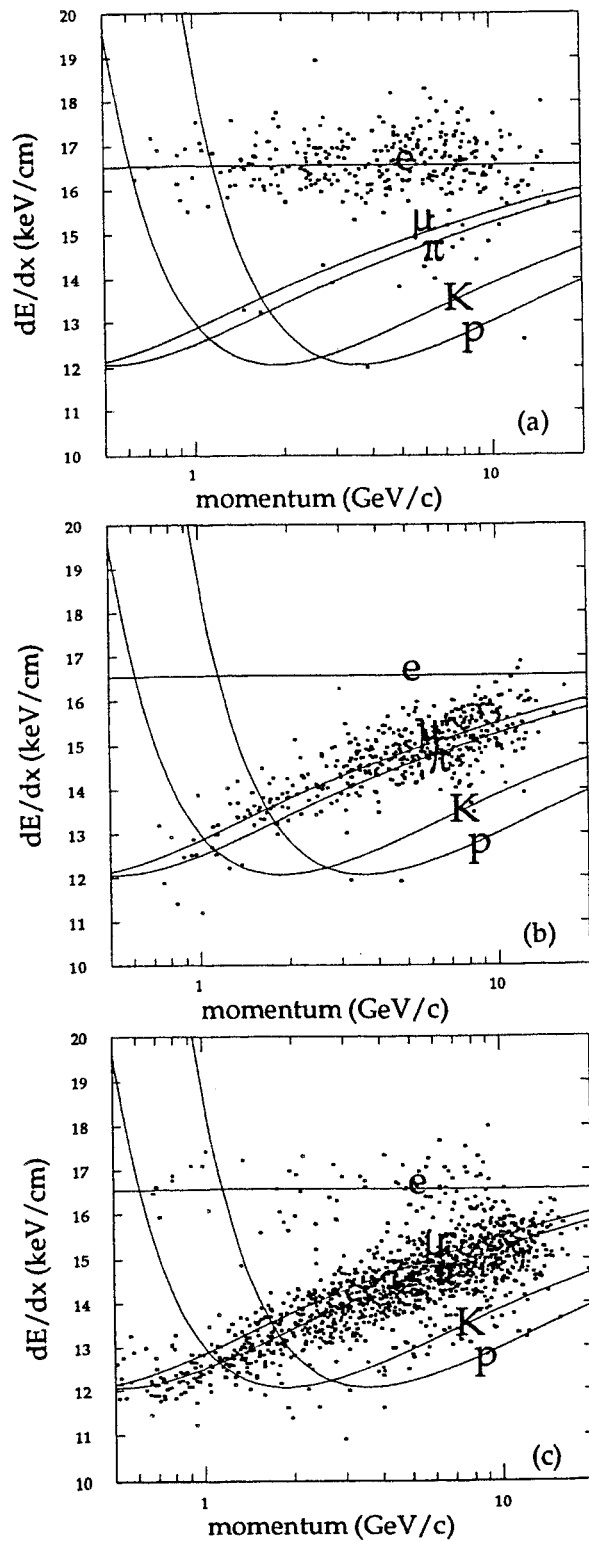 20
19
18
17
16
15
14
13
12
11
10
dE/dx (keV/cm)
e
μ
π
K
p
(a)
1
10
momentum (GeV/c)
20
19
18
17
16
15
14
13
12
11
10
dE/dx (keV/cm)
e
μ
π
K
p
(b)
1
10
momentum (GeV/c)
20
19
18
17
16
15
14
13
12
11
10
dE/dx (keV/cm)
e
μ
K
p
(c)
1
10
momentum (GeV/c)